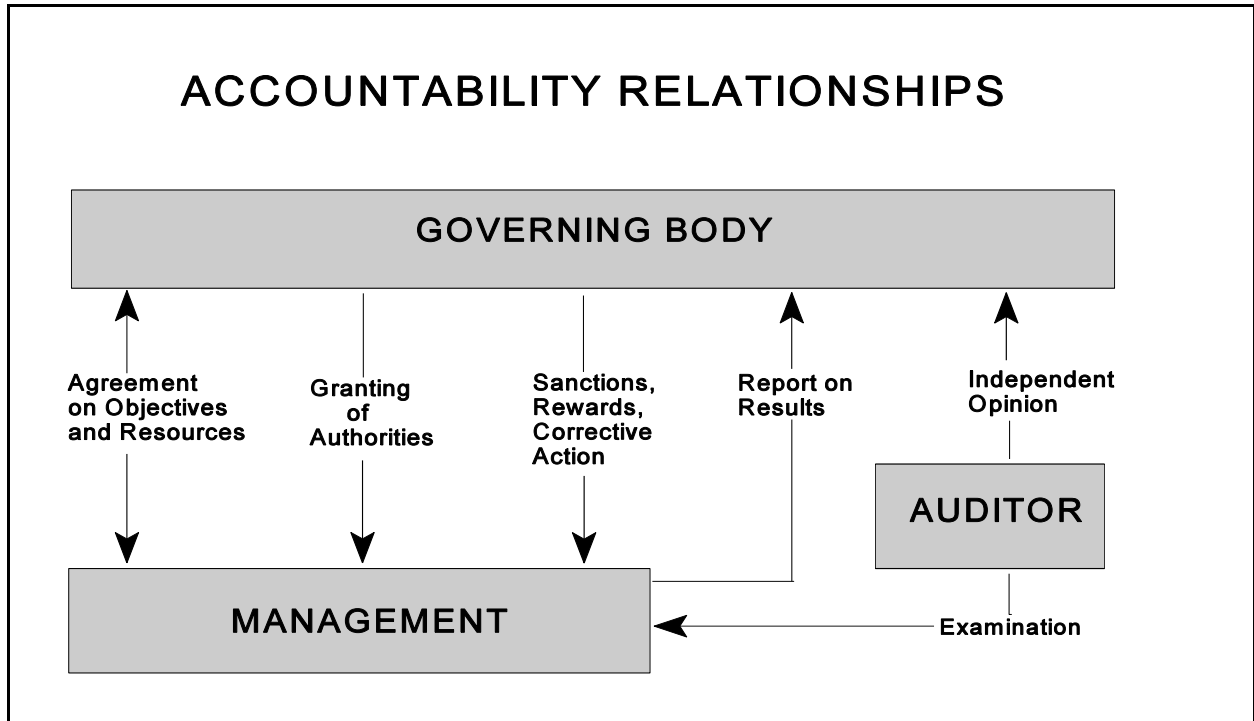 ACCOUNTABILITY RELATIONSHIPS
GOVERNING BODY
Agreement
on Objectives
and Resources
Granting
of
Authorities
Sanctions,
Rewards,
Corrective
Action
Report on
Results
Independent
Opinion
AUDITOR
MANAGEMENT
Examination